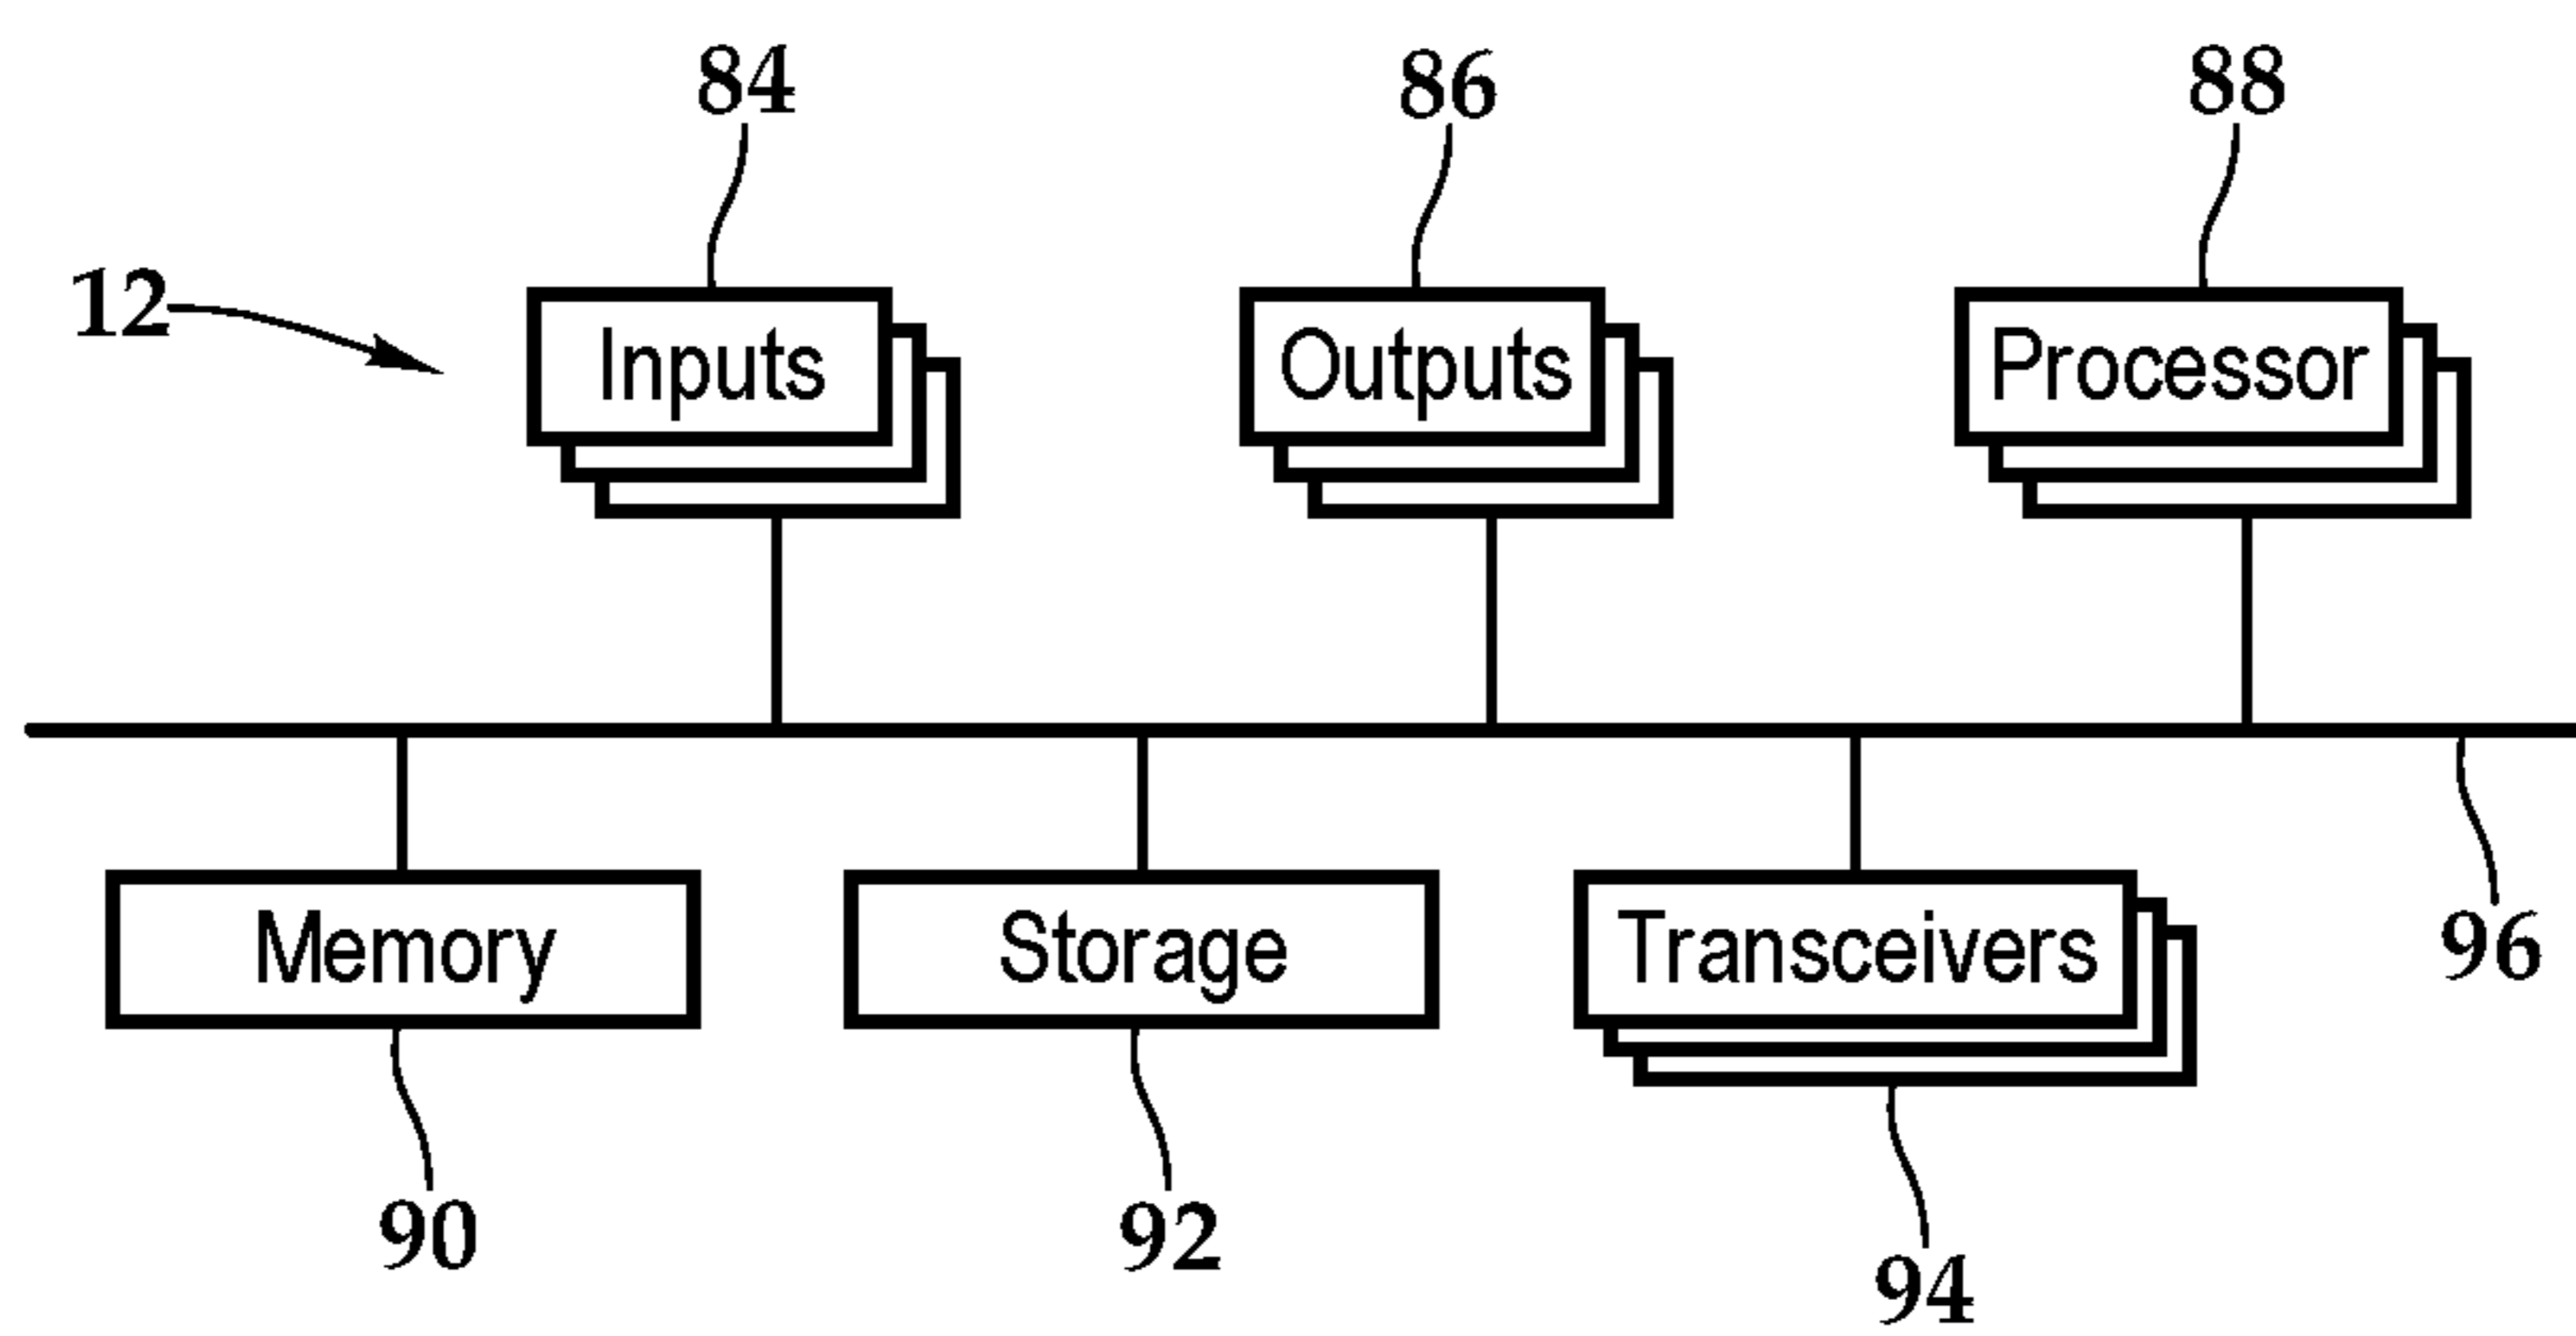 84
86
88
12
Inputs
Outputs
Processor
Memory
Storage
Transceivers
96
90
92
94